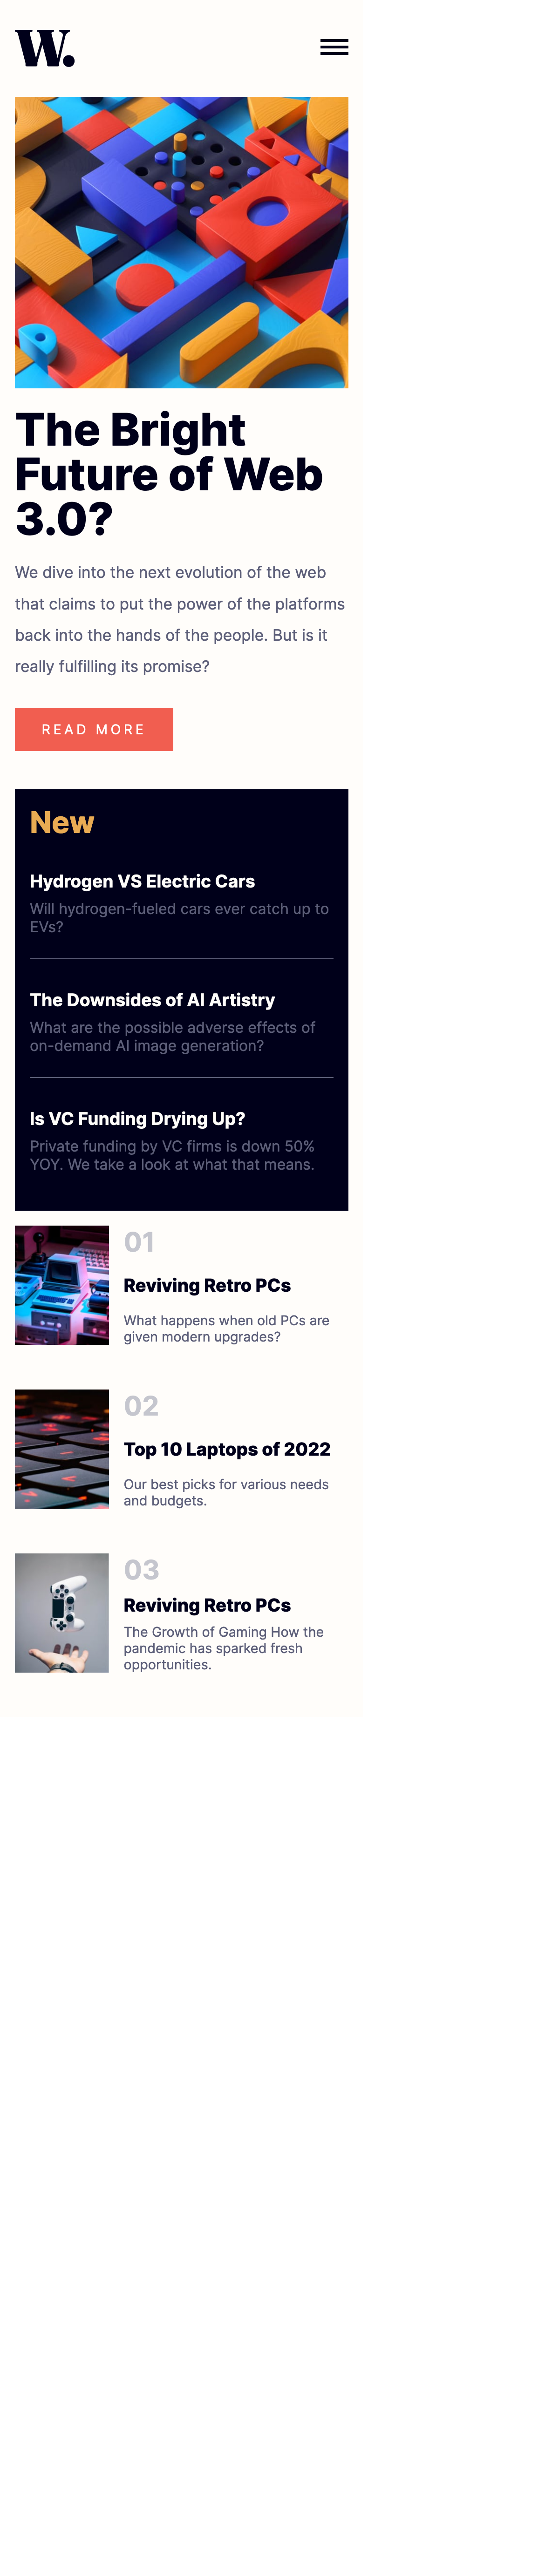 W.
The Bright
Future of Web
3.0?
We dive into the next evolution of the web
that claims to put the power of the platforms
back into the hands of the people. But is it
really fulfilling its promise?
READ MORE
New
Hydrogen VS Electric Cars
Will hydrogen-fueled cars ever catch up to
EVs?
The Downsides of AI Artistry
What are the possible adverse effects of
on-demand AI image generation?
Is VC Funding Drying Up?
Private funding by VC firms is down 50%
YOY. We take a look at what that means.
01
Reviving Retro PCs
What happens when old PCs are
given modern upgrades?
02
Top 10 Laptops of 2022
Our best picks for various needs
and budgets.
03
Reviving Retro PCs
The Growth of Gaming How the
pandemic has sparked fresh
opportunities.